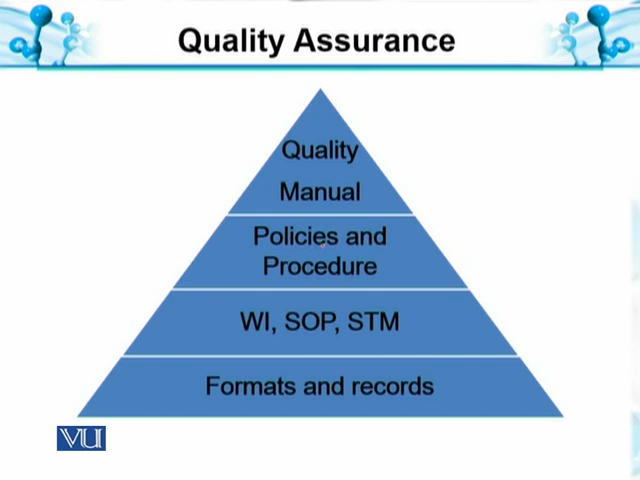 Quality Assurance
Quality
Manual
Policies and
Procedure
WI, SOP, STM
Formats and records
VU